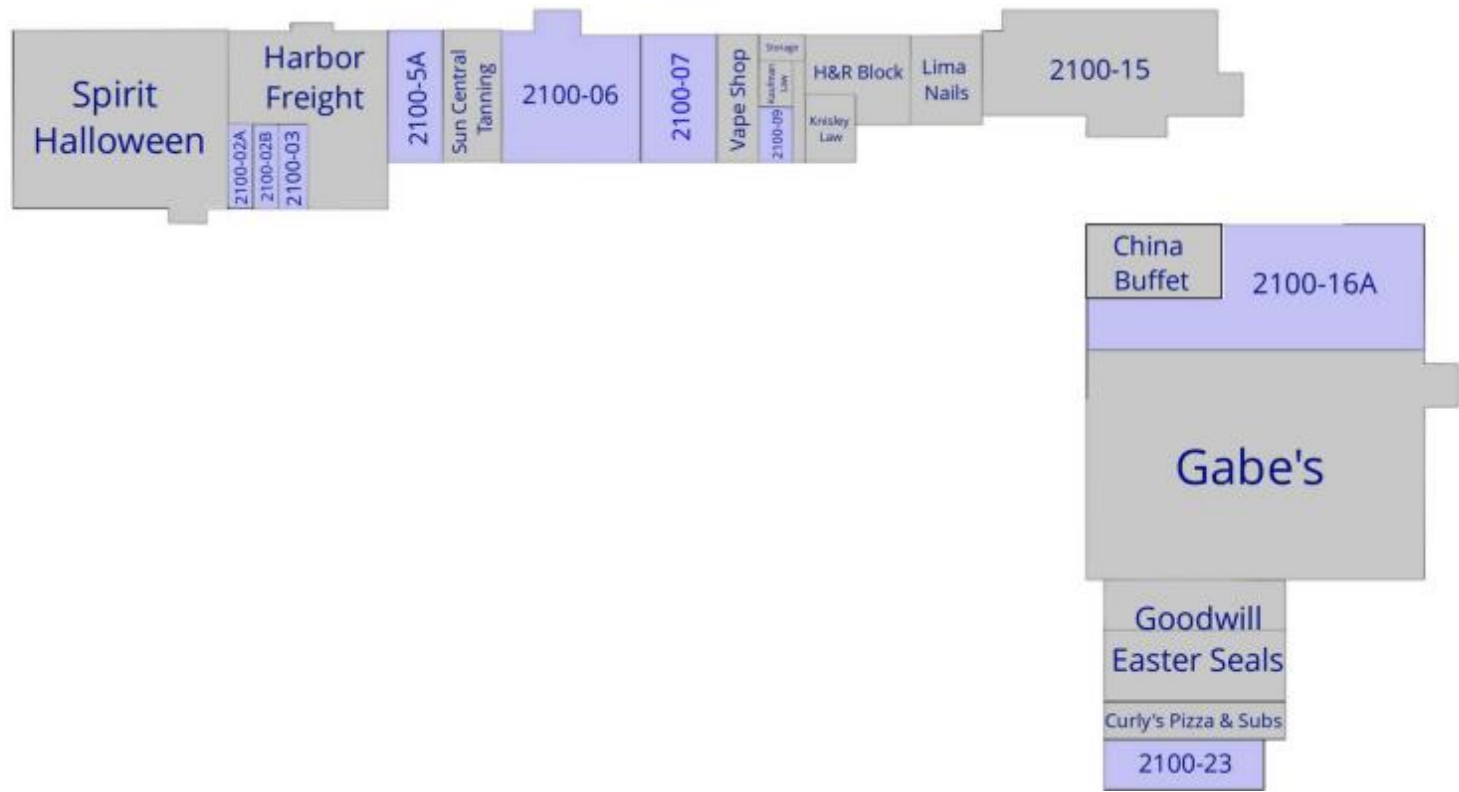 Spirit
Halloween
Harbor
Freight
2100-02A
2100-02B
2100-03
2100-5A
Sun Central
Tanning
2100-06
2100-07
Vape Shop
Storage
Kaufman
Law
2100-09
H&R Block
Knisley
Law
Lima
Nails
2100-15
China
Buffet
2100-16A
Gabe's
Goodwill
Easter Seals
Curly's Pizza & Subs
2100-23